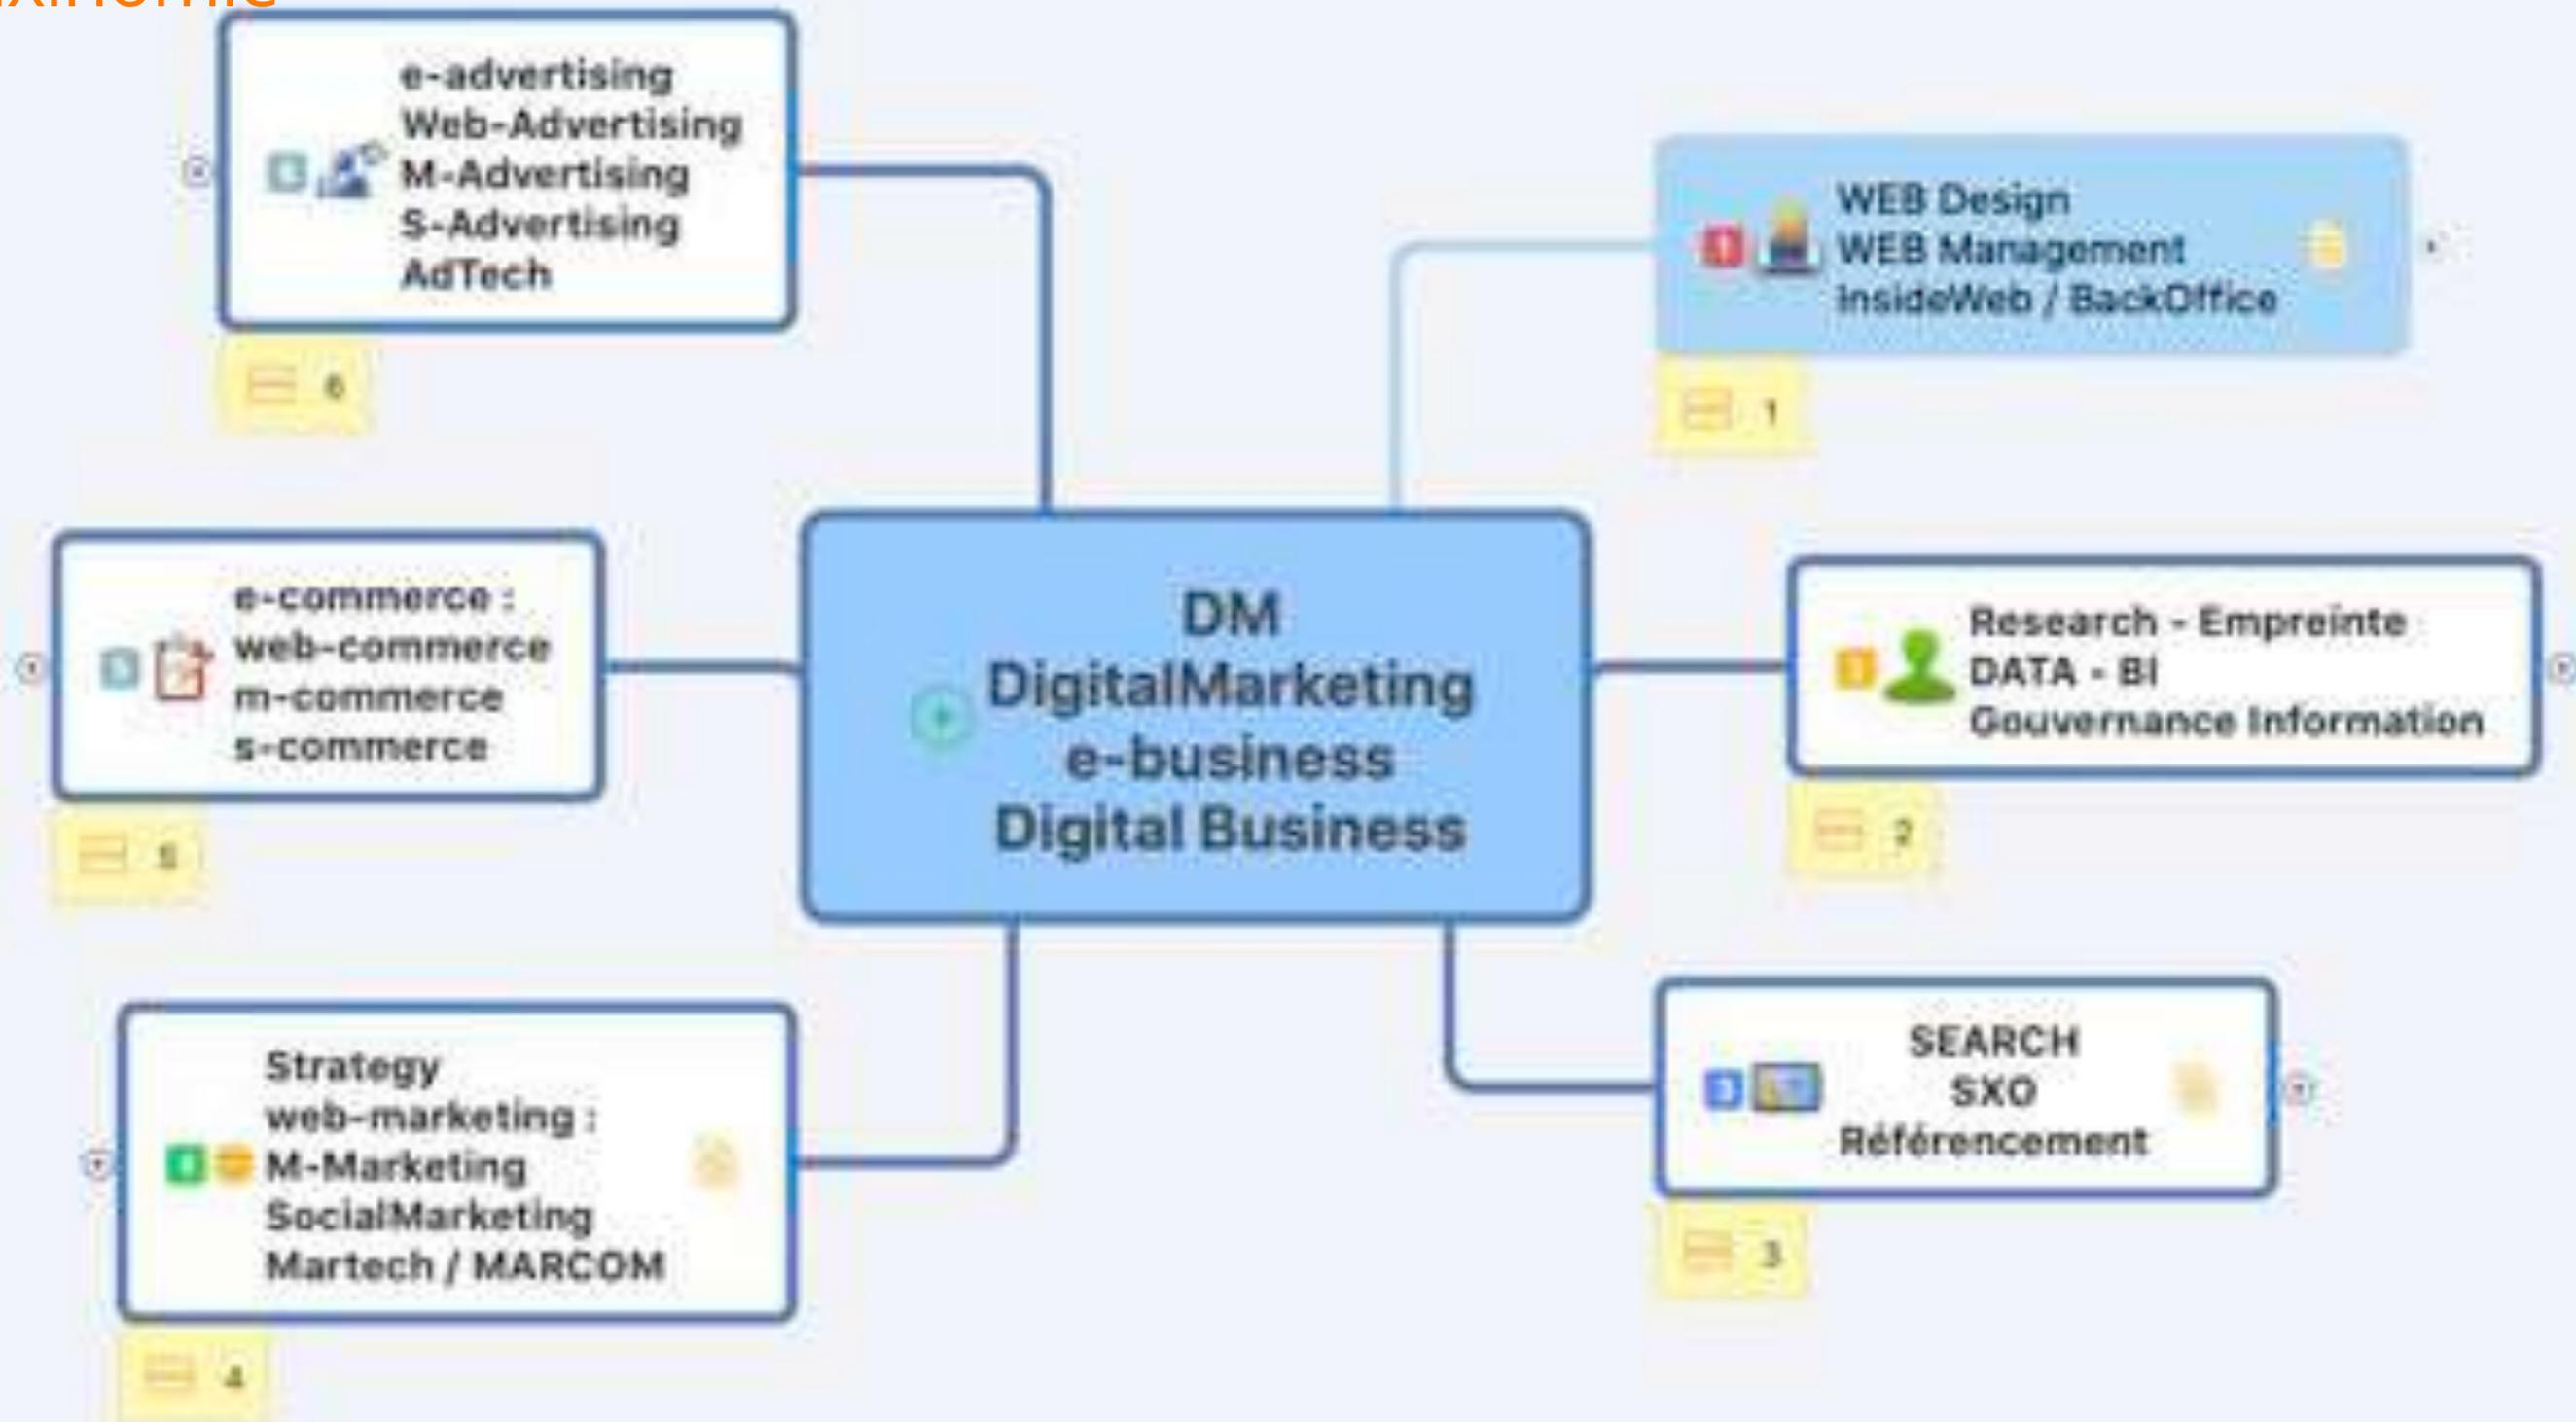 e-advertising
Web-Advertising
M-Advertising
S-Advertising
AdTech
6
WEB Design
WEB Management
InsideWeb / BackOffice
1
e-commerce :
web-commerce
m-commerce
s-commerce
5
DM
DigitalMarketing
e-business
Digital Business
Research - Empreinte
DATA - BI
Gouvernance Information
2
Strategy
web-marketing :
M-Marketing
SocialMarketing
Martech / MARCOM
4
SEARCH
SXO
Référencement
3